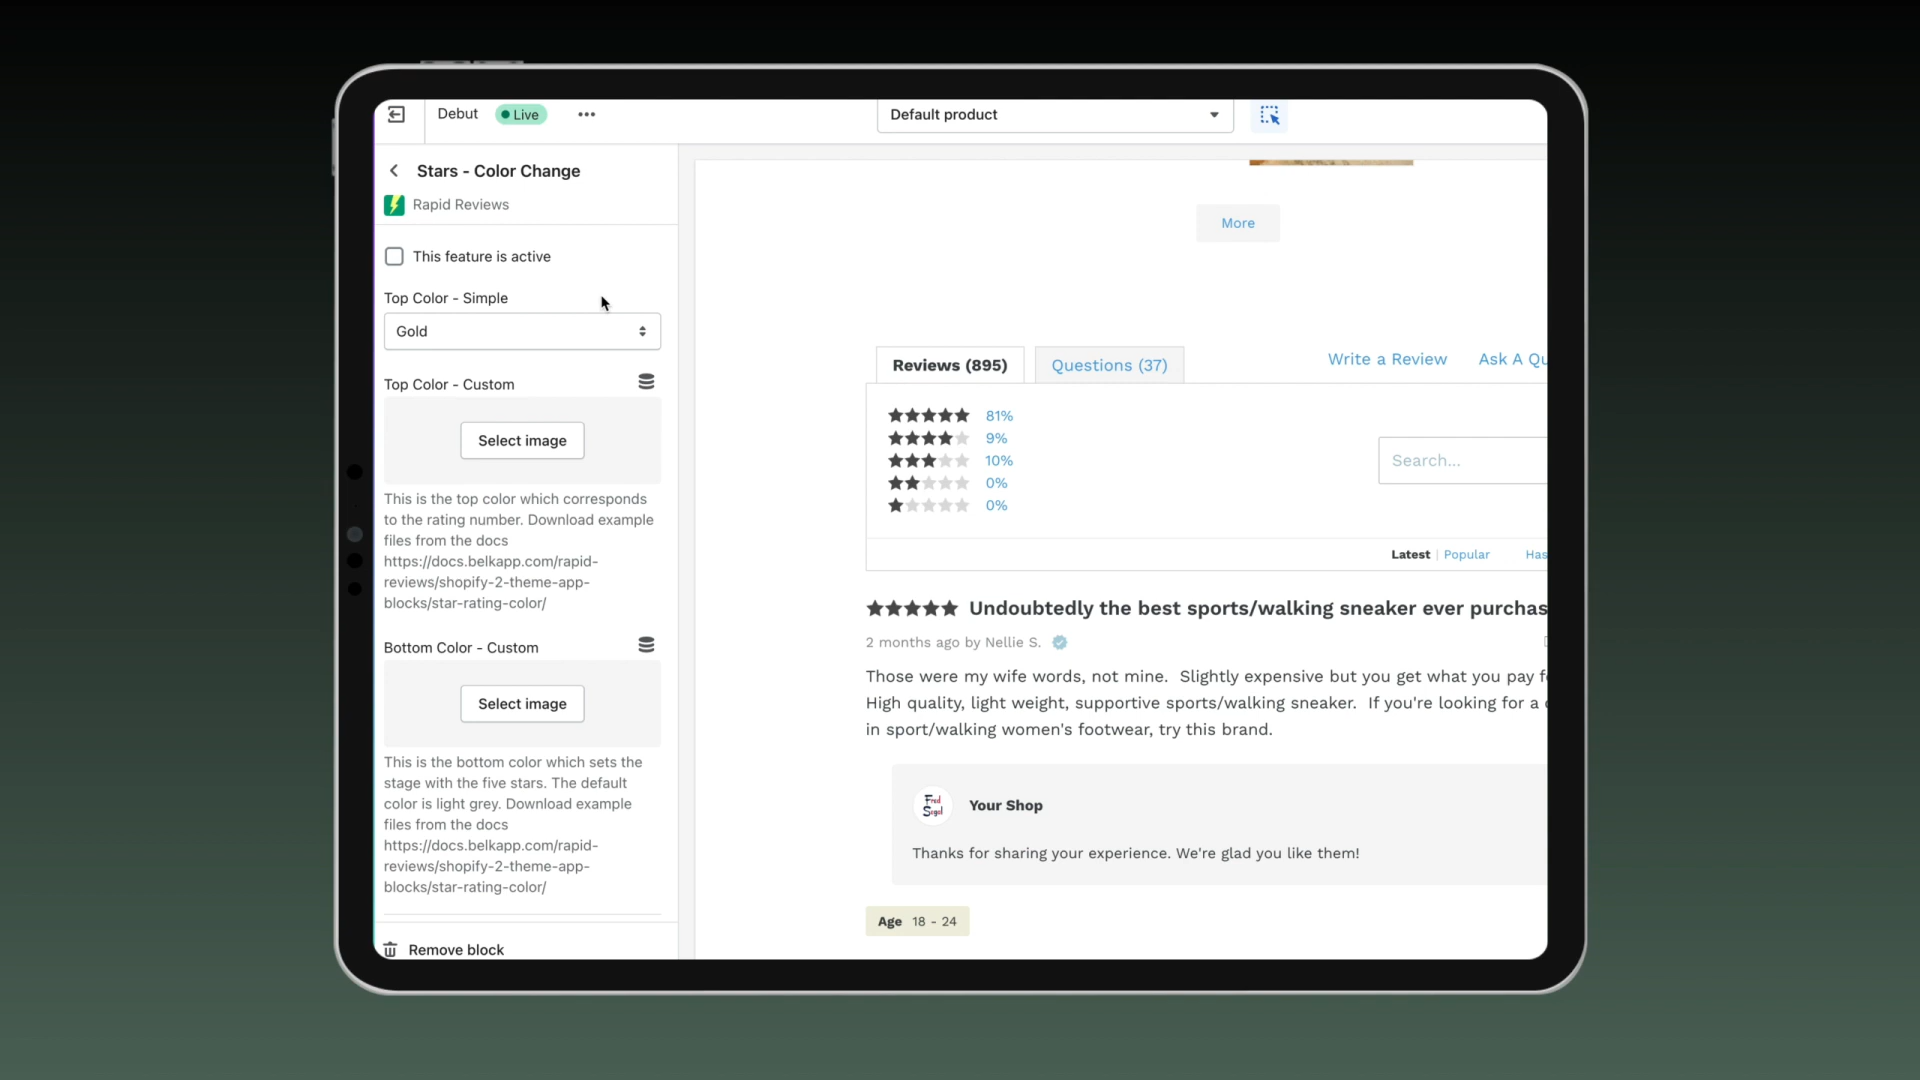 Debut
Live
Default product
Stars - Color Change
Rapid Reviews
This feature is active
Top Color - Simple
Gold
Top Color - Custom
Select image
This is the top color which corresponds
to the rating number. Download example
files from the docs
https://docs.belkapp.com/rapid-
reviews/shopify-2-theme-app-
blocks/star-rating-color/
Bottom Color - Custom
Select image
This is the bottom color which sets the
stage with the five stars. The default
color is light grey. Download example
files from the docs
https://docs.belkapp.com/rapid-
reviews/shopify-2-theme-app-
blocks/star-rating-color/
Remove block
More
Reviews (895)
Questions (37)
Write a Review
Ask A Qu
81%
9%
10%
0%
0%
Search...
Latest | Popular
Has
Undoubtedly the best sports/walking sneaker ever purchas
2 months ago by Nellie S.
Those were my wife words, not mine. Slightly expensive but you get what you pay f
High quality, light weight, supportive sports/walking sneaker. If you're looking for a
in sport/walking women's footwear, try this brand.
Fred
Segal
Your Shop
Thanks for sharing your experience. We're glad you like them!
Age 18 - 24